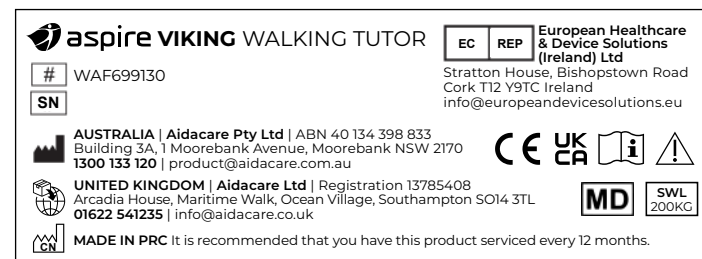 aspire VIKING WALKING TUTOR
# WAF699130
SN
EC REP European Healthcare
& Device Solutions
(Ireland) Ltd
Stratton House, Bishopstown Road
Cork T12 Y9TC Ireland
info@europeandevicesolutions.eu
AUSTRALIA | Aidacare Pty Ltd | ABN 40 134 398 833
Building 3A, 1 Moorebank Avenue, Moorebank NSW 2170
1300 133 120 | product@aidacare.com.au
CE UK CA
UNITED KINGDOM | Aidacare Ltd | Registration 13785408
Arcadia House, Maritime Walk, Ocean Village, Southampton SO14 3TL
01622 541235 | info@aidacare.co.uk
MD SWL
200KG
CN MADE IN PRC It is recommended that you have this product serviced every 12 months.